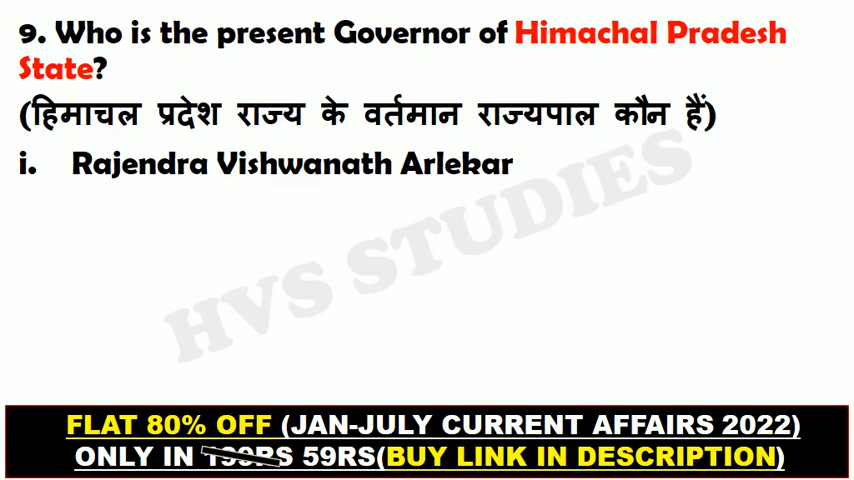 9. Who is the present Governor of Himachal Pradesh
State?
(हिमाचल प्रदेश राज्य के वर्तमान राज्यपाल कौन हैं)
i. Rajendra Vishwanath Arlekar
HVS STUDIES
FLAT 80% OFF (JAN-JULY CURRENT AFFAIRS 2022)
ONLY IN 199RS 59RS(BUY LINK IN DESCRIPTION)